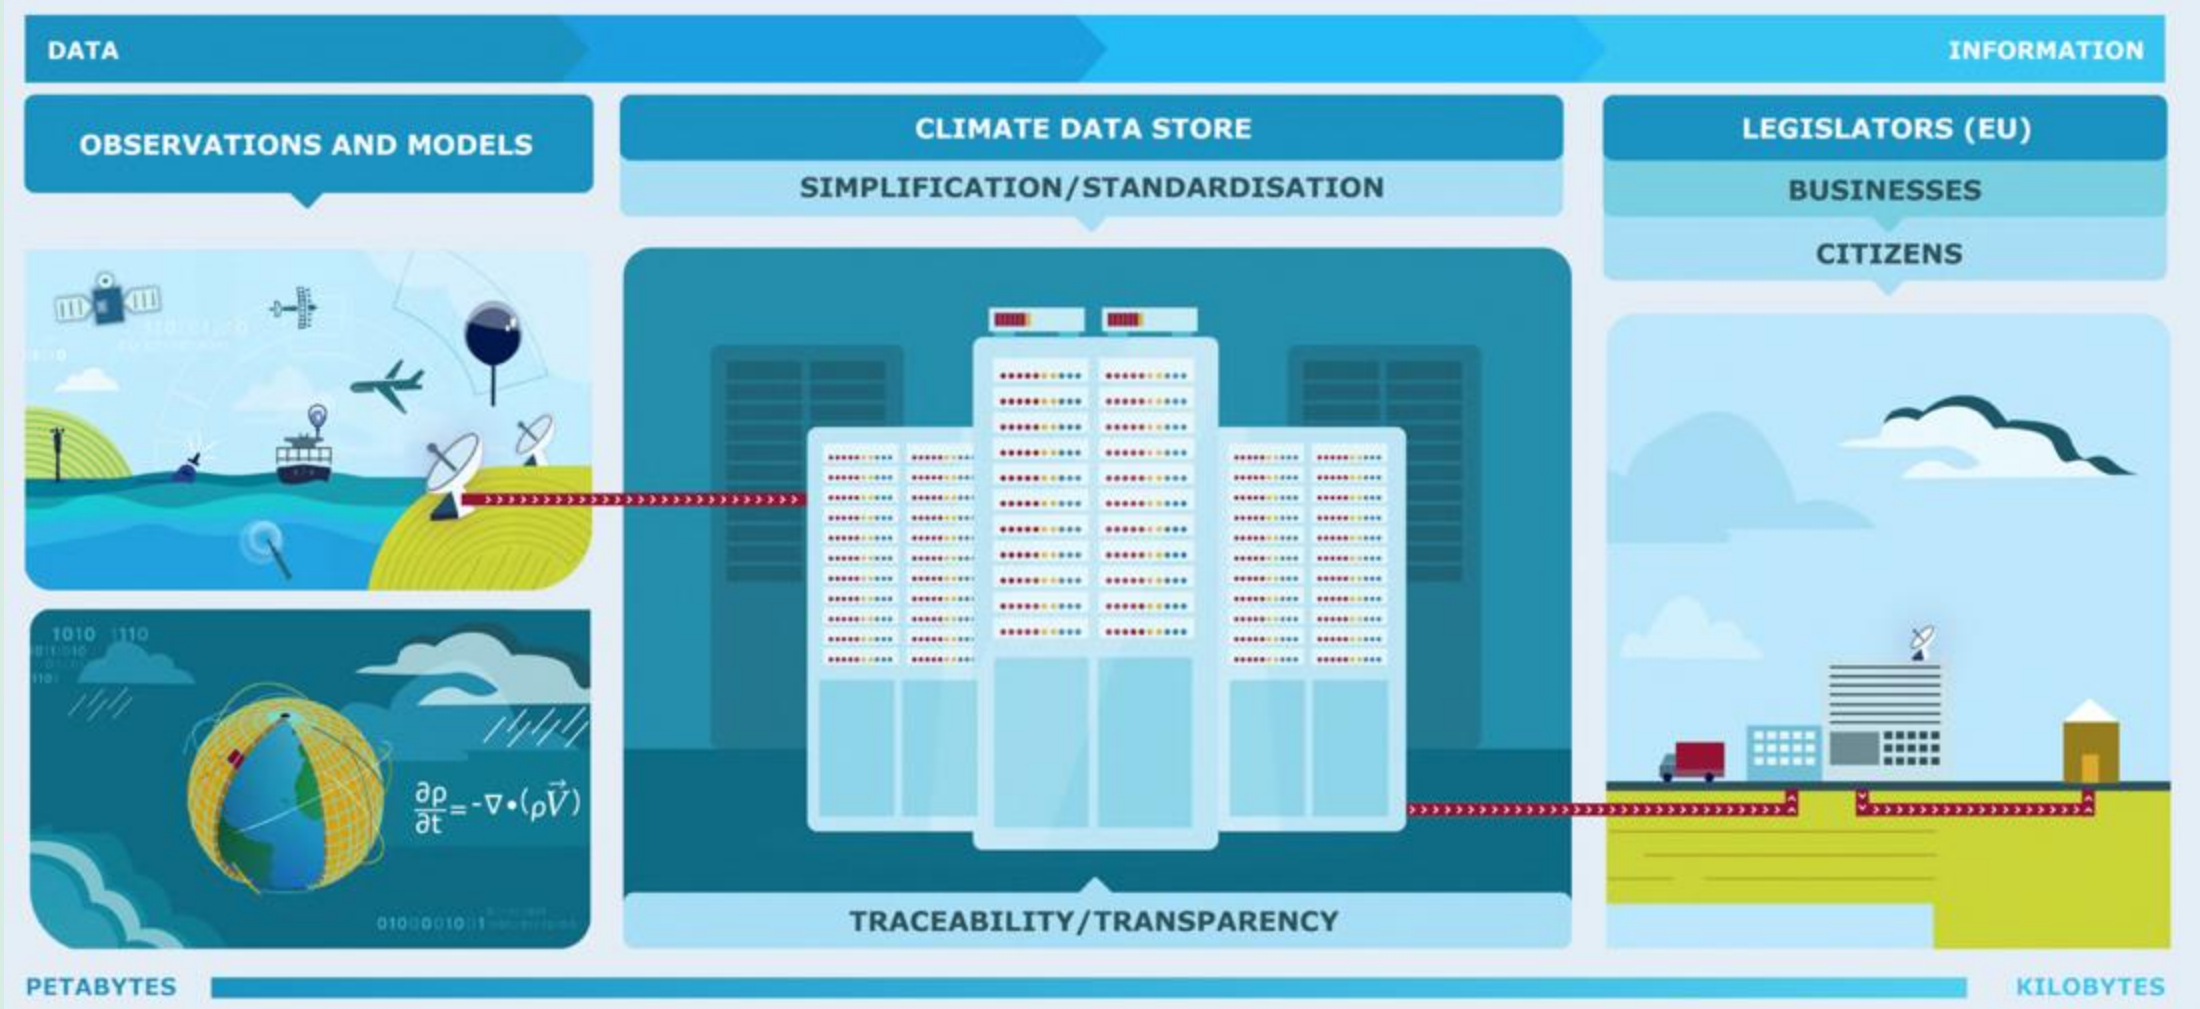 DATA
INFORMATION
OBSERVATIONS AND MODELS
CLIMATE DATA STORE
SIMPLIFICATION/STANDARDISATION
LEGISLATORS (EU)
BUSINESSES
CITIZENS
1010 1110
∂ρ/∂t = -∇•(ρV⃗)
TRACEABILITY/TRANSPARENCY
PETABYTES
KILOBYTES